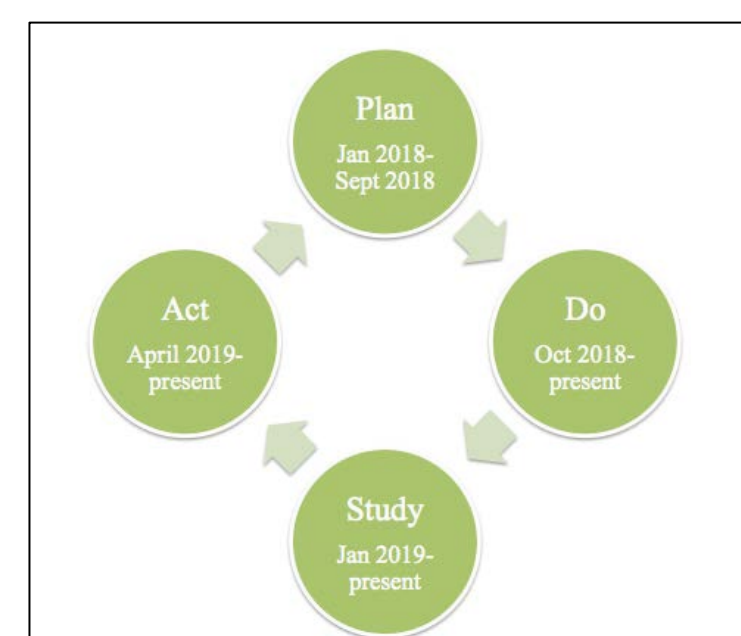 Plan
Jan 2018-
Sept 2018
Do
Oct 2018-
present
Study
Jan 2019-
present
Act
April 2019-
present